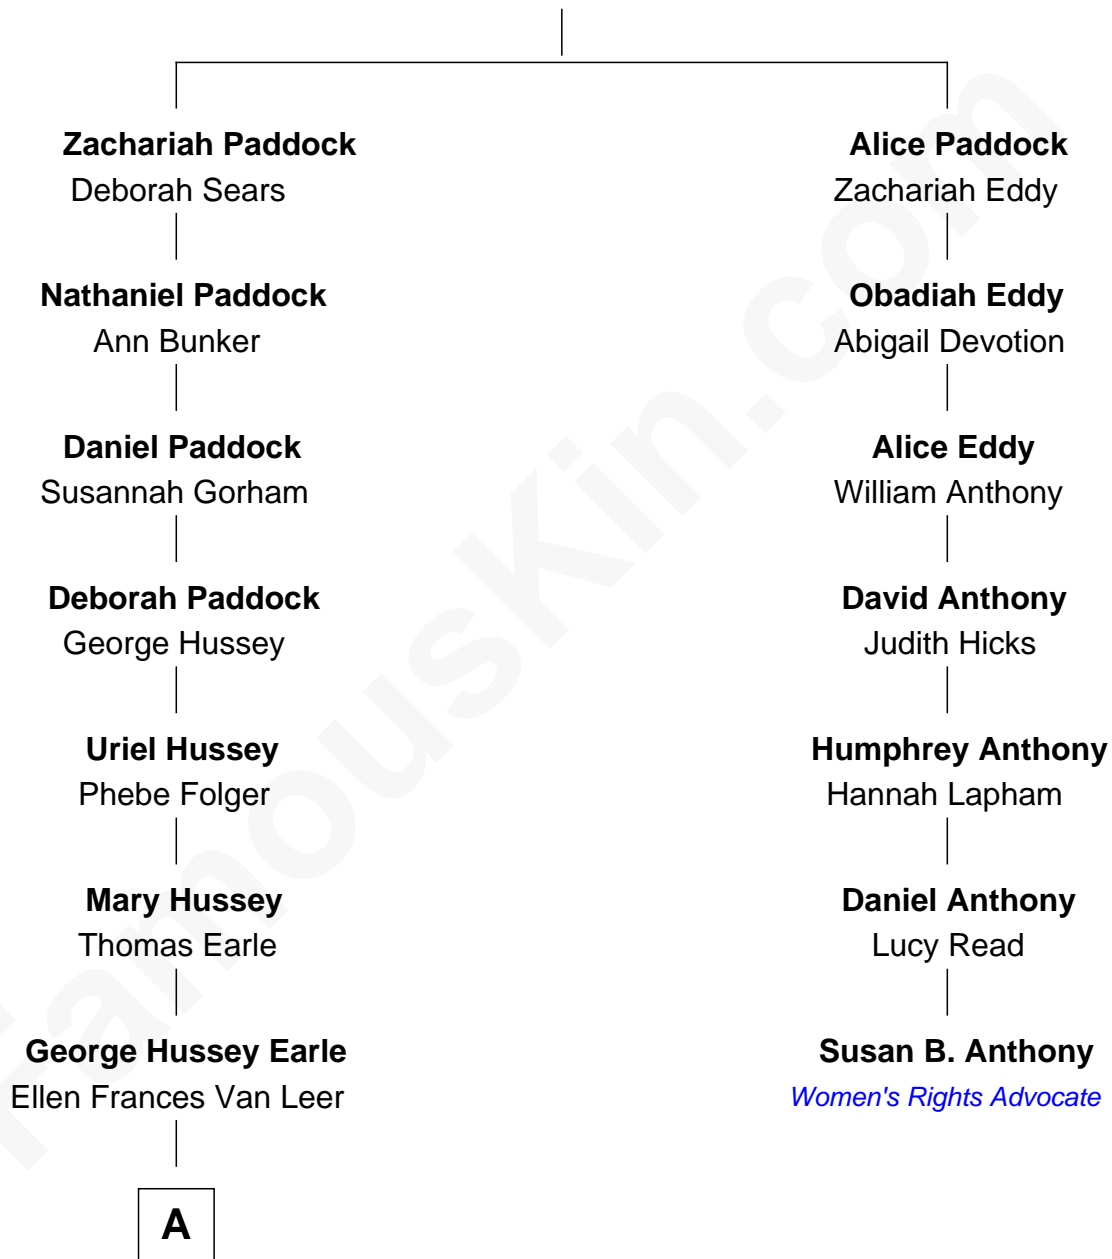 Zachariah Paddock
Deborah Sears
Nathaniel Paddock
Ann Bunker
Daniel Paddock
Susannah Gorham
Deborah Paddock
George Hussey
Uriel Hussey
Phebe Folger
Mary Hussey
Thomas Earle
George Hussey Earle
Ellen Frances Van Leer
A
Alice Paddock
Zachariah Eddy
Obadiah Eddy
Abigail Devotion
Alice Eddy
William Anthony
David Anthony
Judith Hicks
Humphrey Anthony
Hannah Lapham
Daniel Anthony
Lucy Read
Susan B. Anthony
Women's Rights Advocate
FamousKin.com